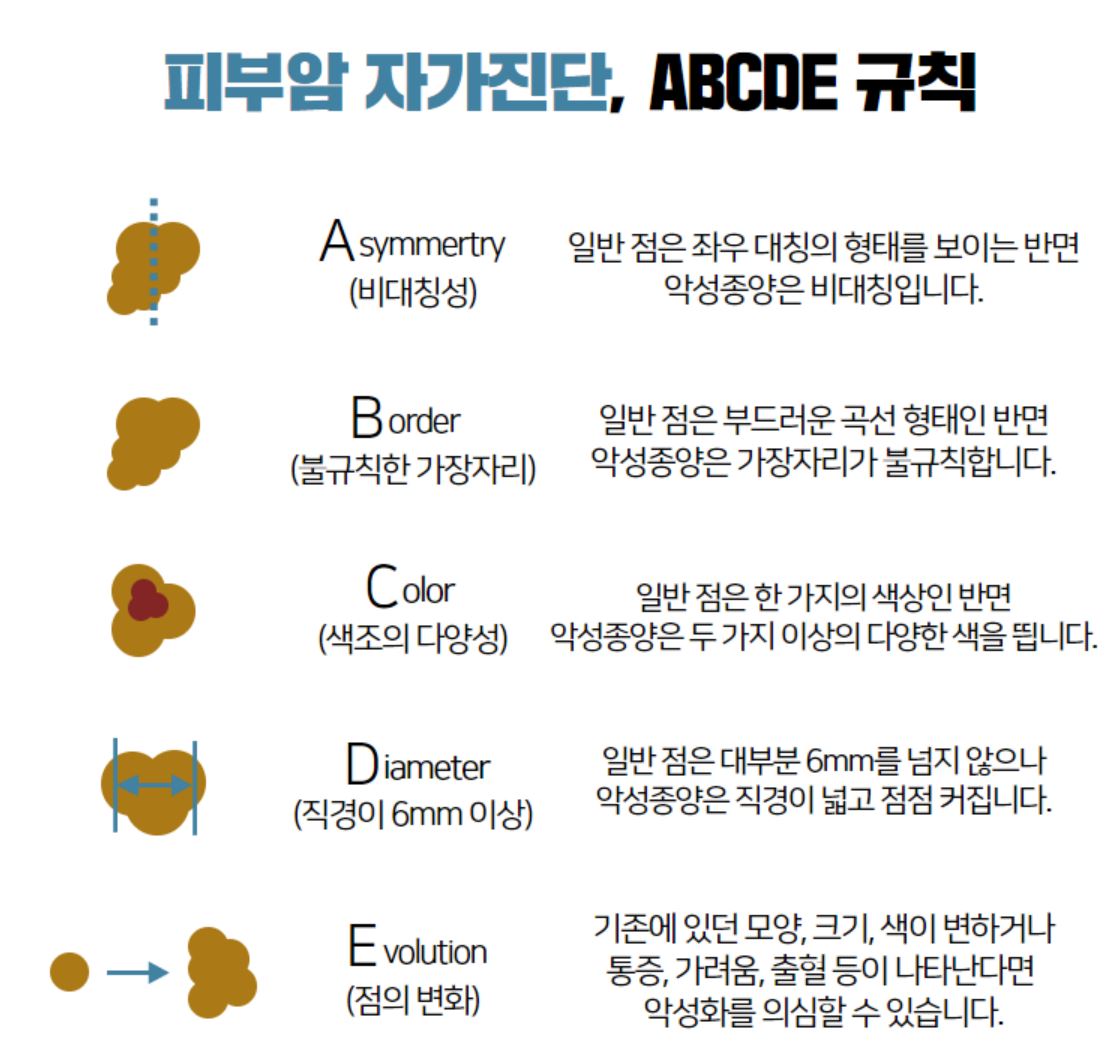 피부암 자가진단, ABCDE 규칙
Asymmertry
(비대칭성)
일반 점은 좌우 대칭의 형태를 보이는 반면
악성종양은 비대칭입니다.
Border
(불규칙한 가장자리)
일반 점은 부드러운 곡선 형태인 반면
악성종양은 가장자리가 불규칙합니다.
Color
(색조의 다양성)
일반 점은 한 가지의 색상인 반면
악성종양은 두 가지 이상의 다양한 색을 띕니다.
Diameter
(직경이 6mm 이상)
일반 점은 대부분 6mm를 넘지 않으나
악성종양은 직경이 넓고 점점 커집니다.
Evolution
(점의 변화)
기존에 있던 모양, 크기, 색이 변하거나
통증, 가려움, 출혈 등이 나타난다면
악성화를 의심할 수 있습니다.